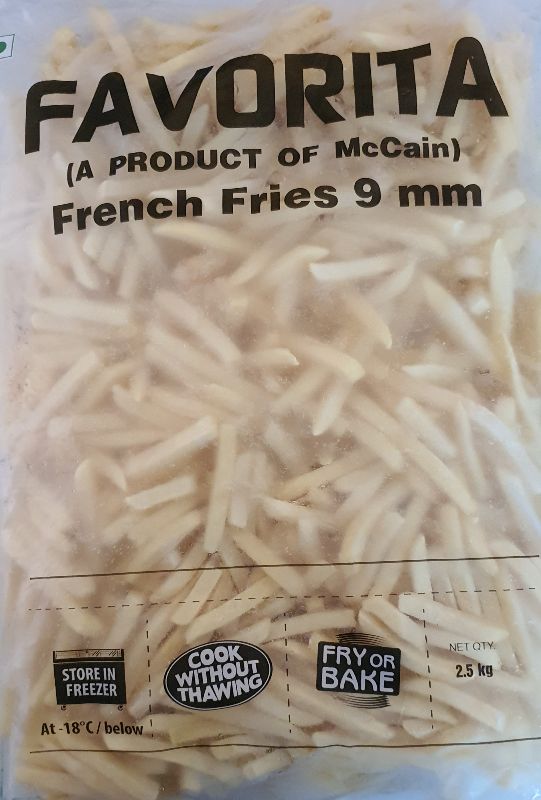 FAVORITA
(A PRODUCT OF McCain)
French Fries 9 mm
STORE IN
FREEZER
At -18°C / below
COOK
WITHOUT
THAWING
FRY OR
BAKE
NET QTY.
2.5 kg